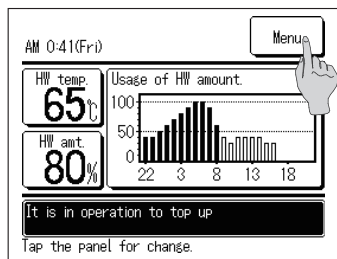 AM 0:41(Fri)
Menu
HW temp.
65℃
Usage of HW amount.
100
50
0
22 3 8 13 18
HW amt.
80%
It is in operation to top up
Tap the panel for change.